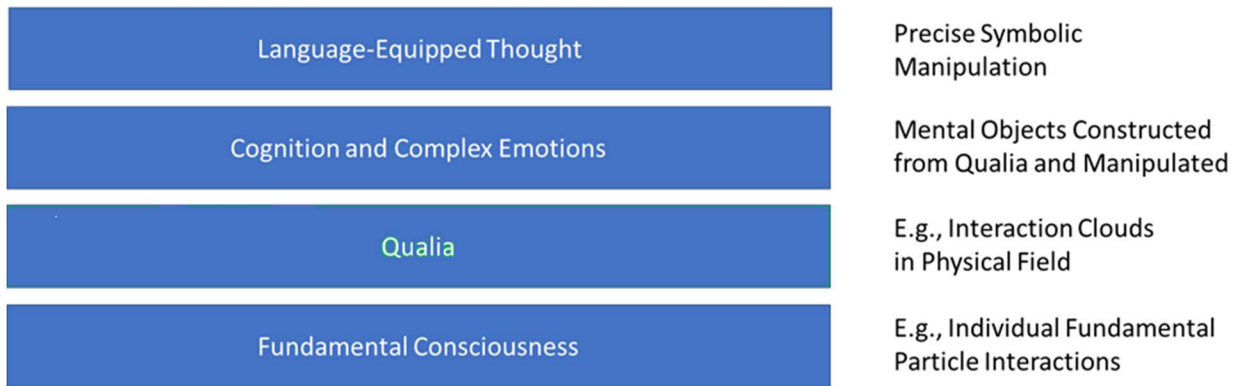 Language-Equipped Thought
Precise Symbolic
Manipulation
Cognition and Complex Emotions
Mental Objects Constructed
from Qualia and Manipulated
Qualia
E.g., Interaction Clouds
in Physical Field
Fundamental Consciousness
E.g., Individual Fundamental
Particle Interactions